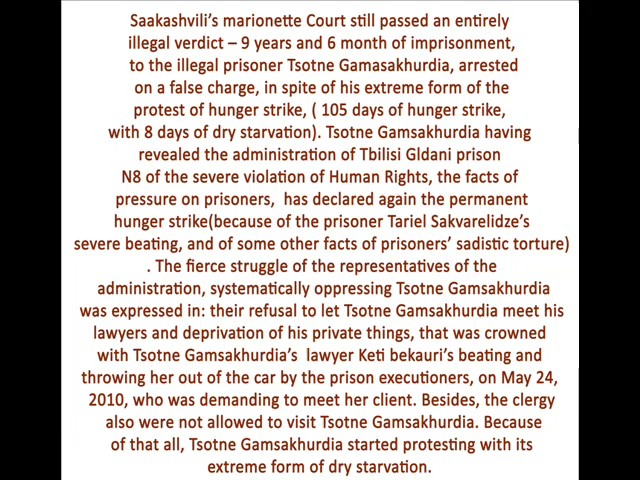 Saakashvili's marionette Court still passed an entirely
illegal verdict – 9 years and 6 month of imprisonment,
to the illegal prisoner Tsotne Gamasakhurdia, arrested
on a false charge, in spite of his extreme form of the
protest of hunger strike, ( 105 days of hunger strike,
with 8 days of dry starvation). Tsotne Gamsakhurdia having
revealed the administration of Tbilisi Gldani prison
N8 of the severe violation of Human Rights, the facts of
pressure on prisoners,  has declared again the permanent
hunger strike(because of the prisoner Tariel Sakvarelidze's
severe beating, and of some other facts of prisoners' sadistic torture)
. The fierce struggle of the representatives of the
administration, systematically oppressing Tsotne Gamsakhurdia
was expressed in: their refusal to let Tsotne Gamsakhurdia meet his
lawyers and deprivation of his private things, that was crowned
with Tsotne Gamsakhurdia's  lawyer Keti bekauri's beating and
throwing her out of the car by the prison executioners, on May 24,
2010, who was demanding to meet her client. Besides, the clergy
also were not allowed to visit Tsotne Gamsakhurdia. Because
of that all, Tsotne Gamsakhurdia started protesting with its
extreme form of dry starvation.